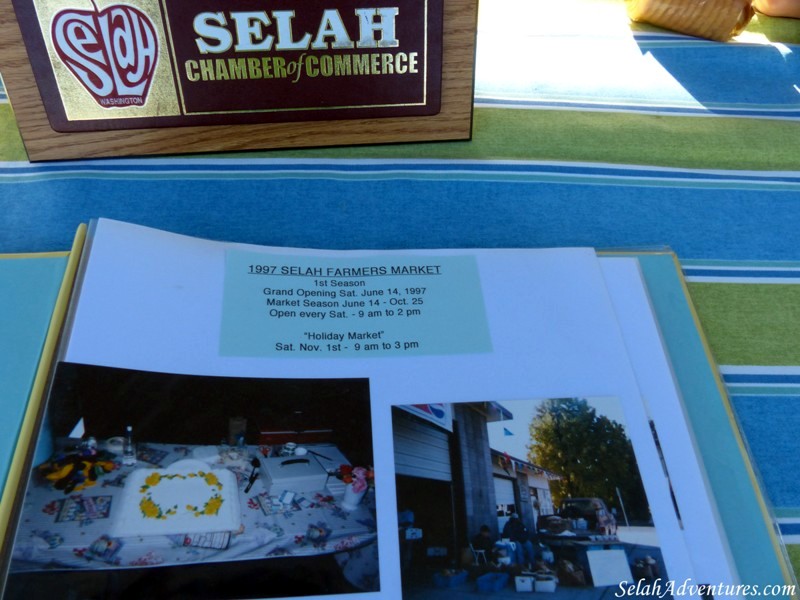 Selah
WASHINGTON
SELAH
CHAMBER of COMMERCE
1997 SELAH FARMERS MARKET
1st Season
Grand Opening Sat. June 14, 1997
Market Season June 14 - Oct. 25
Open every Sat. - 9 am to 2 pm
"Holiday Market"
Sat. Nov. 1st - 9 am to 3 pm
SelahAdventures.com